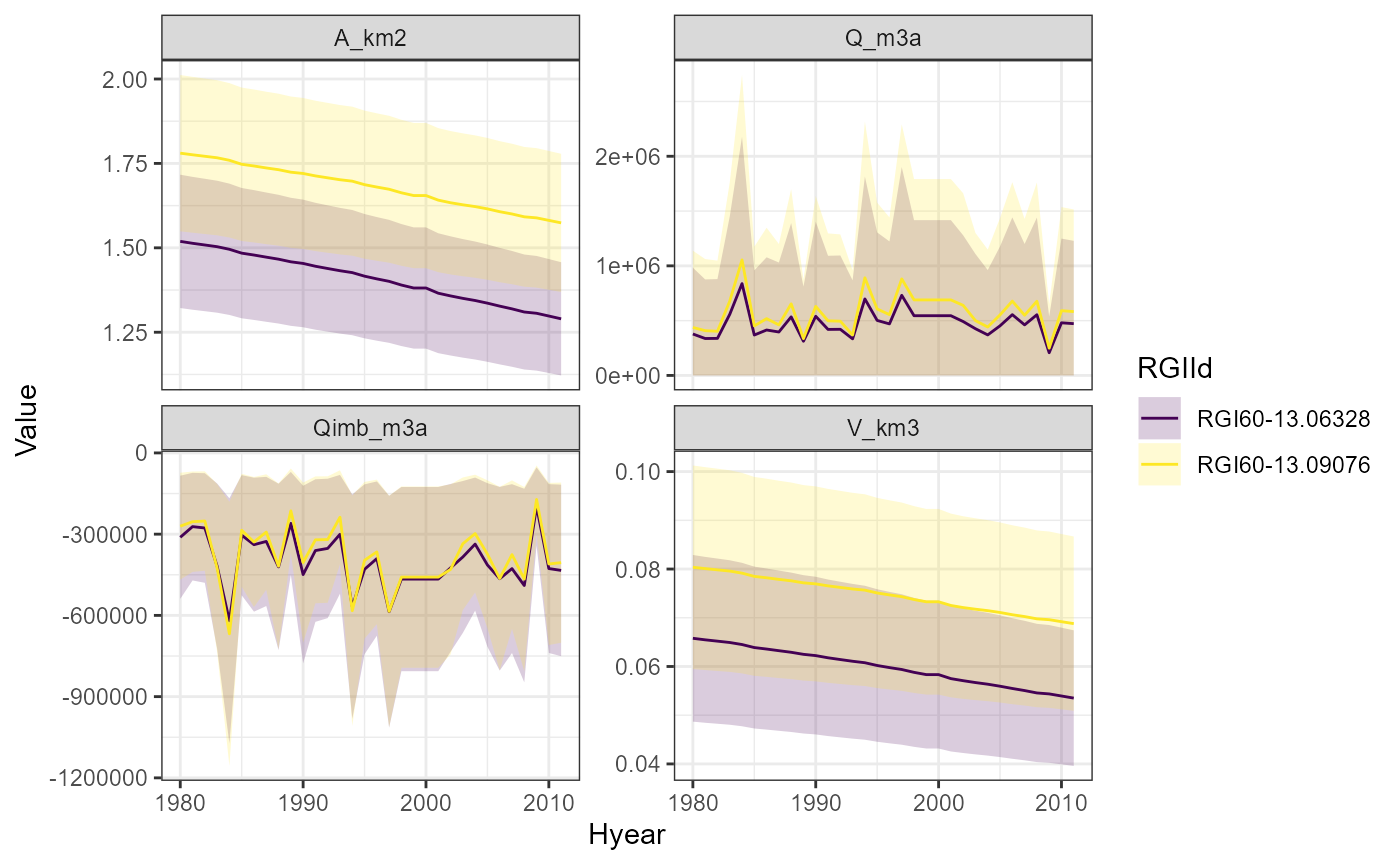 A_km2
Q_m3a
2.00
1.75
1.50
1.25
2e+06
1e+06
0e+00
Value
Qimb_m3a
V_km3
0
-300000
-600000
-900000
-1200000
0.10
0.08
0.06
0.04
1980 1990 2000 2010
1980 1990 2000 2010
Hyear
RGIId
RGI60-13.06328
RGI60-13.09076